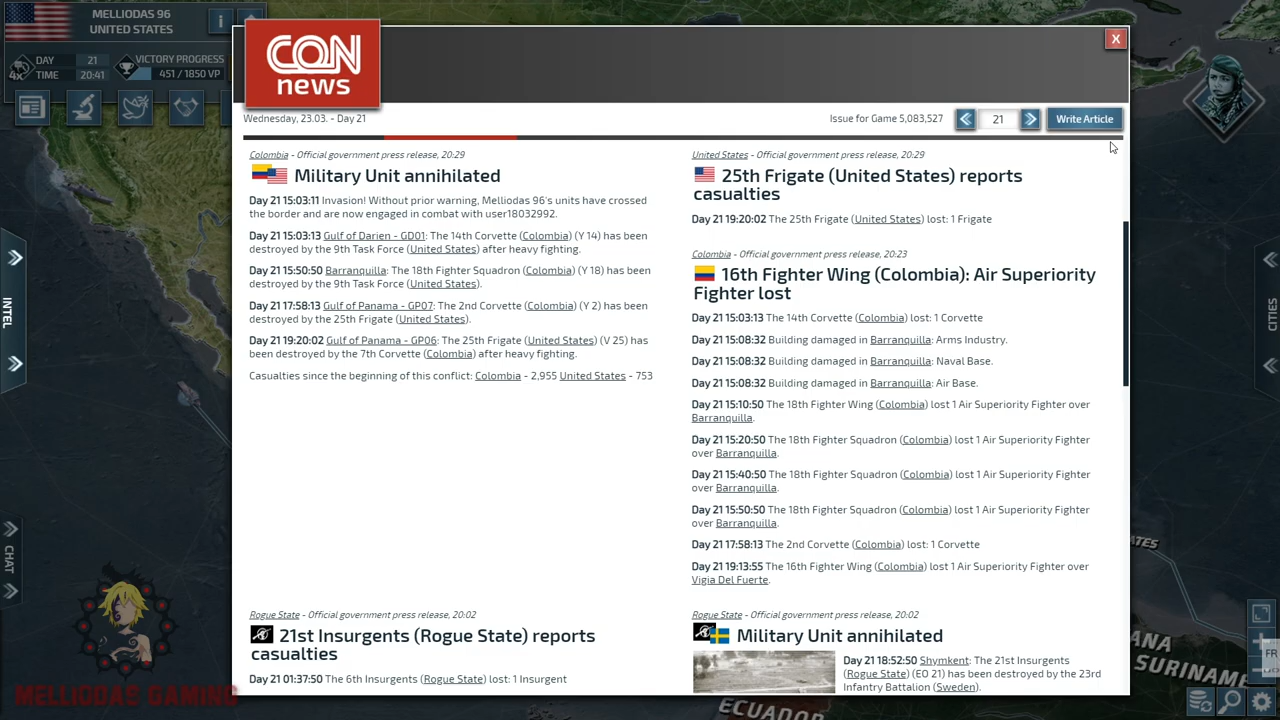 MELLIODAS 96
UNITED STATES
i
4x
DAY 21
TIME 20:41
VICTORY PROGRESS
451 / 1850 VP
CON
news
X
Wednesday, 23.03. - Day 21
Issue for Game 5,083,527
21
Write Article
Colombia - Official government press release, 20:29
Military Unit annihilated
Day 21 15:03:11 Invasion! Without prior warning, Melliodas 96's units have crossed
the border and are now engaged in combat with user18032992.
Day 21 15:03:13 Gulf of Darien - GD01: The 14th Corvette (Colombia) (Y 14) has been
destroyed by the 9th Task Force (United States) after heavy fighting.
Day 21 15:50:50 Barranquilla: The 18th Fighter Squadron (Colombia) (Y 18) has been
destroyed by the 9th Task Force (United States).
Day 21 17:58:13 Gulf of Panama - GP07: The 2nd Corvette (Colombia) (Y 2) has been
destroyed by the 25th Frigate (United States).
Day 21 19:20:02 Gulf of Panama - GP06: The 25th Frigate (United States) (V 25) has
been destroyed by the 7th Corvette (Colombia) after heavy fighting.
Casualties since the beginning of this conflict: Colombia - 2,955 United States - 753
United States - Official government press release, 20:29
25th Frigate (United States) reports
casualties
Day 21 19:20:02 The 25th Frigate (United States) lost: 1 Frigate
Colombia - Official government press release, 20:23
16th Fighter Wing (Colombia): Air Superiority
Fighter lost
Day 21 15:03:13 The 14th Corvette (Colombia) lost: 1 Corvette
Day 21 15:08:32 Building damaged in Barranquilla: Arms Industry.
Day 21 15:08:32 Building damaged in Barranquilla: Naval Base.
Day 21 15:08:32 Building damaged in Barranquilla: Air Base.
Day 21 15:10:50 The 18th Fighter Wing (Colombia) lost 1 Air Superiority Fighter over
Barranquilla.
Day 21 15:20:50 The 18th Fighter Squadron (Colombia) lost 1 Air Superiority Fighter
over Barranquilla.
Day 21 15:40:50 The 18th Fighter Squadron (Colombia) lost 1 Air Superiority Fighter
over Barranquilla.
Day 21 15:50:50 The 18th Fighter Squadron (Colombia) lost 1 Air Superiority Fighter
over Barranquilla.
Day 21 17:58:13 The 2nd Corvette (Colombia) lost: 1 Corvette
Day 21 19:13:55 The 16th Fighter Wing (Colombia) lost 1 Air Superiority Fighter over
Vigia Del Fuerte.
Rogue State - Official government press release, 20:02
21st Insurgents (Rogue State) reports
casualties
Day 21 01:37:50 The 6th Insurgents (Rogue State) lost: 1 Insurgent
Rogue State - Official government press release, 20:02
Military Unit annihilated
Day 21 18:52:50 Shymkent: The 21st Insurgents
(Rogue State) (EO 21) has been destroyed by the 23rd
Infantry Battalion (Sweden).
INTEL
CHAT
CITIES
MELLIODAS GAMING
FR
SURINAME
ECUADOR